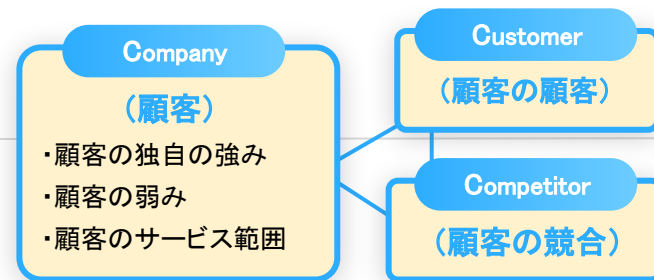 Company
（顧客）
・顧客の独自の強み
・顧客の弱み
・顧客のサービス範囲
Customer
（顧客の顧客）
Competitor
（顧客の競合）